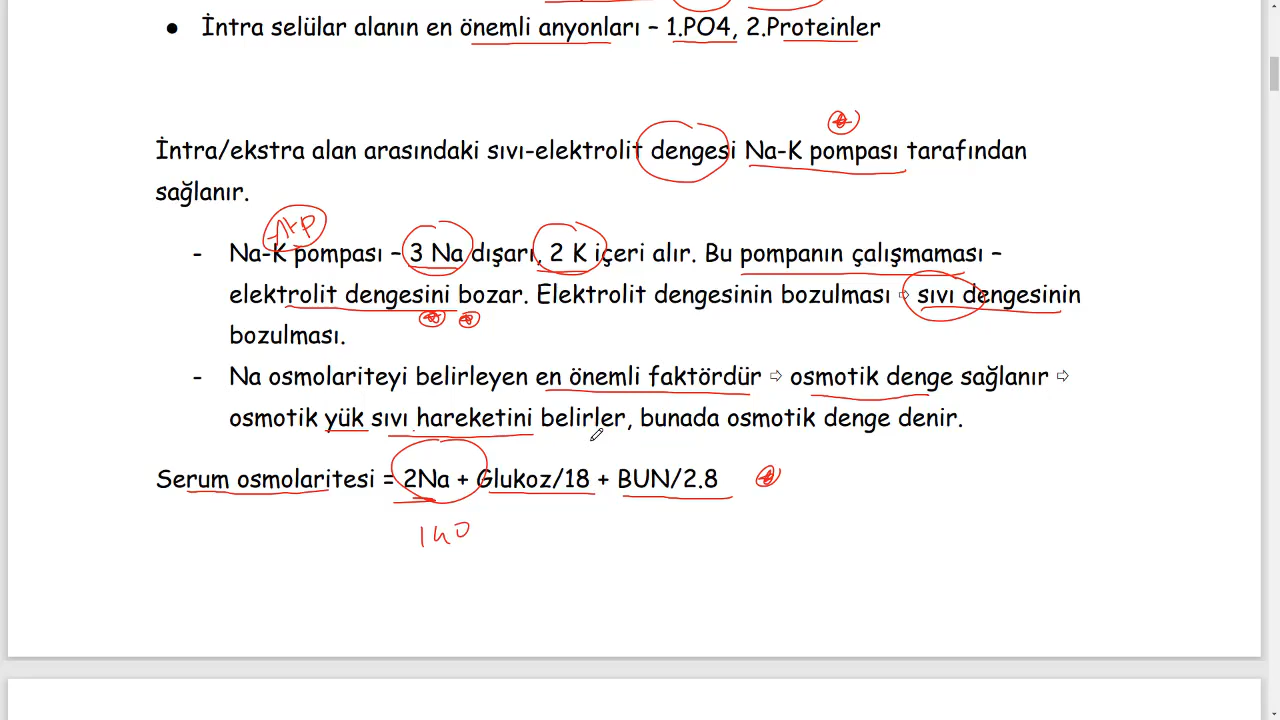 ● İntra selülar alanın en önemli anyonları – 1.PO4, 2.Proteinler
İntra/ekstra alan arasındaki sıvı-elektrolit dengesi Na-K pompası tarafından
sağlanır.
ATP
- Na-K pompası – 3 Na dışarı, 2 K içeri alır. Bu pompanın çalışmaması –
elektrolit dengesini bozar. Elektrolit dengesinin bozulması ⇨ sıvı dengesinin
bozulması.
- Na osmolariteyi belirleyen en önemli faktördür ⇨ osmotik denge sağlanır ⇨
osmotik yük sıvı hareketini belirler, bunada osmotik denge denir.
Serum osmolaritesi = 2Na + Glukoz/18 + BUN/2.8
140